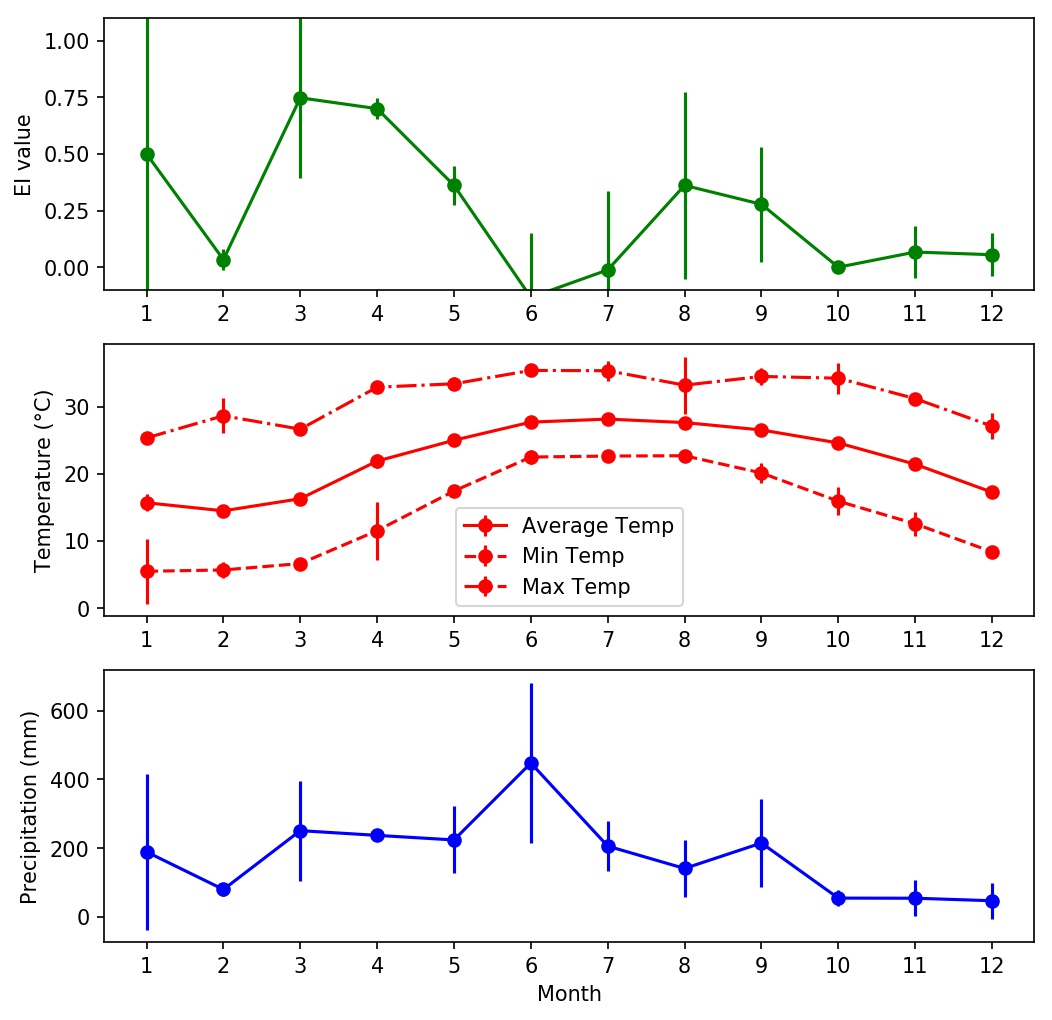 EI value
1.00
0.75
0.50
0.25
0.00
1 2 3 4 5 6 7 8 9 10 11 12
Temperature (°C)
30
20
10
0
Average Temp
Min Temp
Max Temp
1 2 3 4 5 6 7 8 9 10 11 12
Precipitation (mm)
600
400
200
0
1 2 3 4 5 6 7 8 9 10 11 12
Month